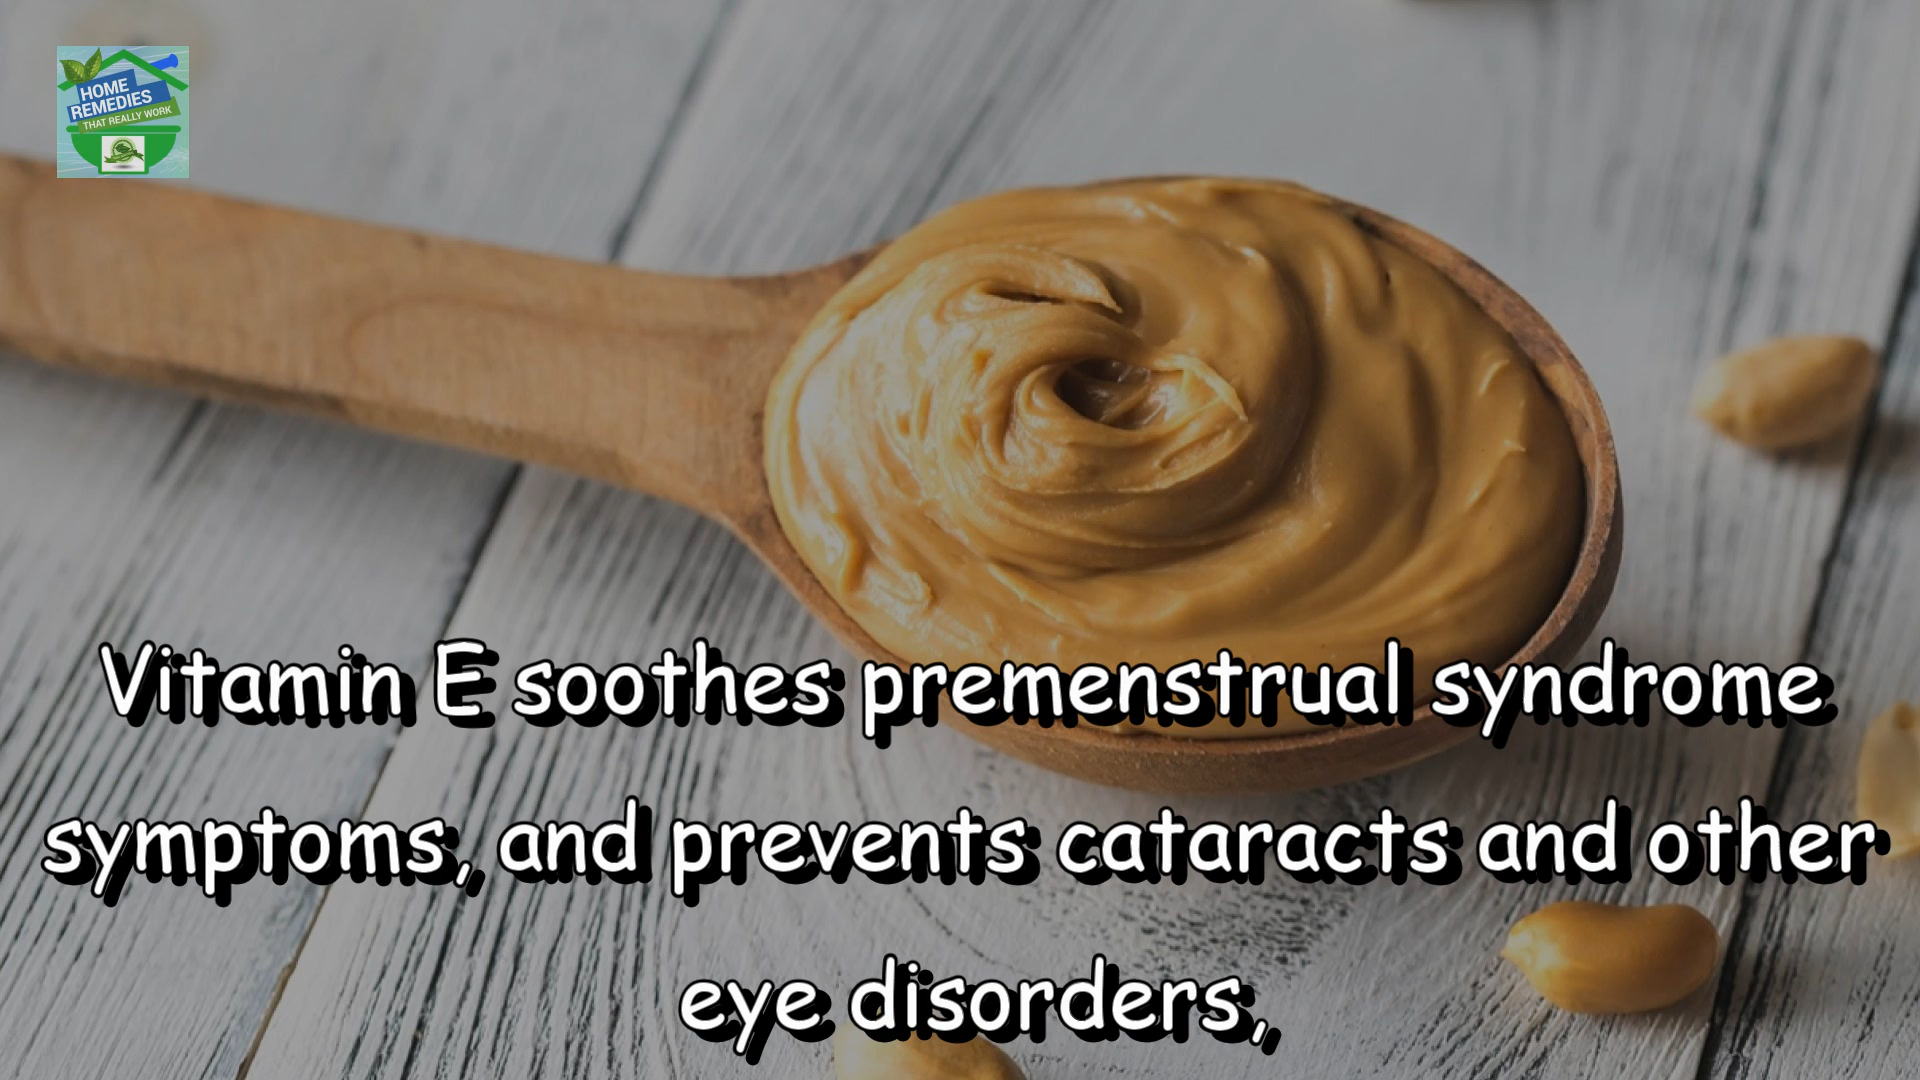 HOME
REMEDIES
THAT REALLY WORK
Vitamin E soothes premenstrual syndrome
symptoms, and prevents cataracts and other
eye disorders,